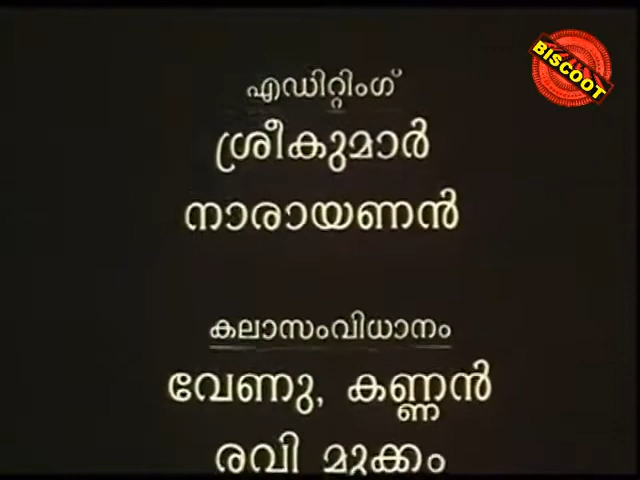 BISCOOT
എഡിറ്റിംഗ്
ശ്രീകുമാർ
നാരായണൻ
കലാസംവിധാനം
വേണു, കണ്ണൻ
രവി മുക്കം